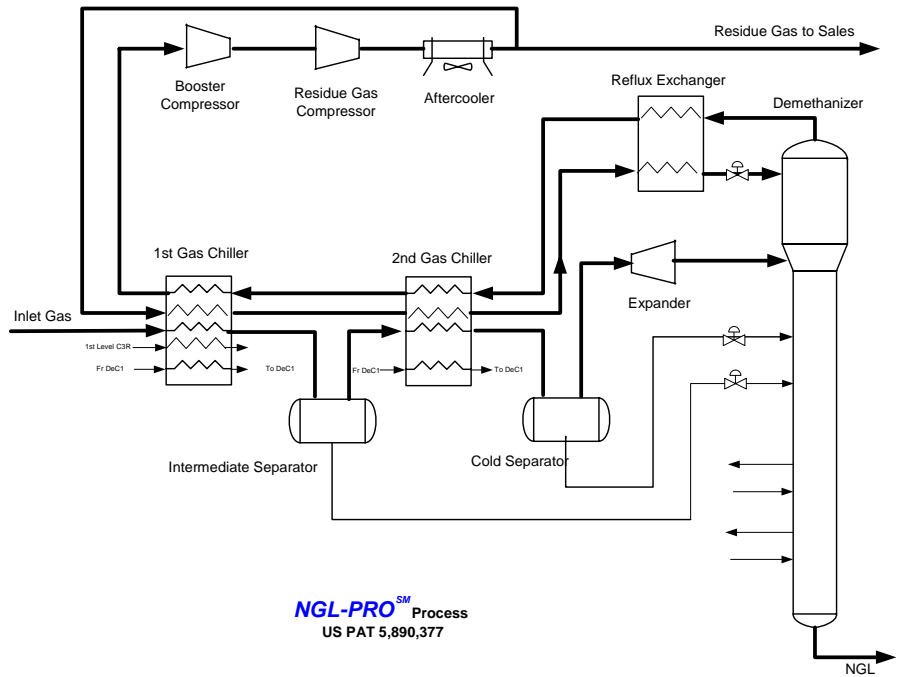 Residue Gas to Sales
Booster
Compressor
Residue Gas
Compressor
Aftercooler
Reflux Exchanger
Demethanizer
1st Gas Chiller
2nd Gas Chiller
Expander
Inlet Gas
1st Level C3R
Fr DeC1
To DeC1
Fr DeC1
To DeC1
Intermediate Separator
Cold Separator
NGL-PRO SM Process
US PAT 5,890,377
NGL